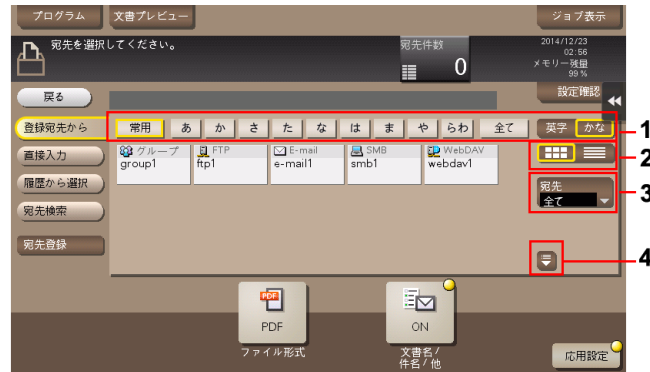 プログラム 文書プレビュー ジョブ表示
宛先を選択してください。 宛先件数 0
2014/12/23
02:56
メモリー残量
99 %
戻る 設定確認
登録宛先から 常用 あ か さ た な は ま や らわ 全て 英字 かな 1
直接入力 グループ FTP E-mail SMB WebDAV 2
group1 ftp1 e-mail1 smb1 webdav1
履歴から選択 宛先 3
全て
宛先検索
宛先登録 4
PDF
PDF ON
ファイル形式 文書名/
件名/他
応用設定